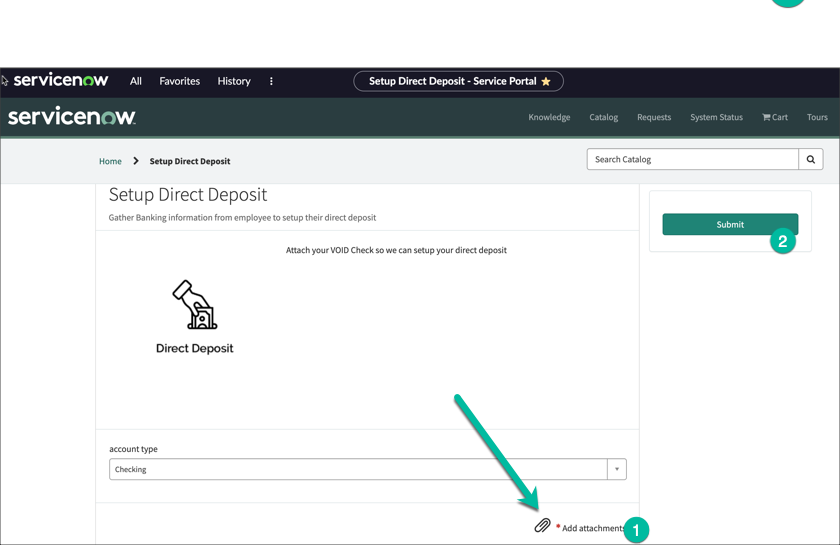 servicenow All Favorites History Setup Direct Deposit - Service Portal
servicenow. Knowledge Catalog Requests System Status Cart Tours
Home Setup Direct Deposit Search Catalog
Setup Direct Deposit
Gather Banking information from employee to setup their direct deposit
Submit
2
Attach your VOID Check so we can setup your direct deposit
Direct Deposit
account type
Checking
* Add attachments
1